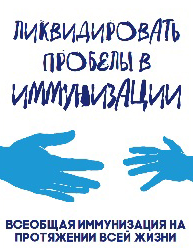 ЛИКВИДИРОВАТЬ
ПРОБЕЛЫ В
ИММУНИЗАЦИИ
ВСЕОБЩАЯ ИММУНИЗАЦИЯ НА
ПРОТЯЖЕНИИ ВСЕЙ ЖИЗНИ